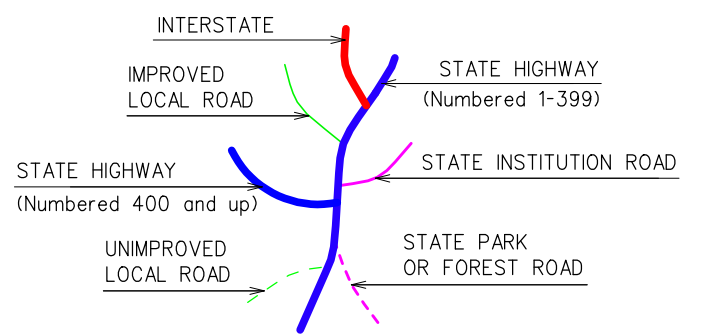 INTERSTATE
IMPROVED
LOCAL ROAD
STATE HIGHWAY
(Numbered 1-399)
STATE HIGHWAY
(Numbered 400 and up)
STATE INSTITUTION ROAD
UNIMPROVED
LOCAL ROAD
STATE PARK
OR FOREST ROAD